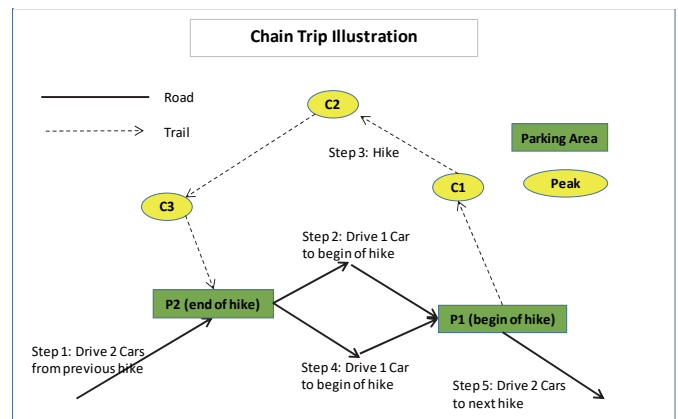 Chain Trip Illustration
Road
Trail
C2
Parking Area
Step 3: Hike
Peak
C1
C3
Step 2: Drive 1 Car
to begin of hike
P2 (end of hike)
P1 (begin of hike)
Step 1: Drive 2 Cars
from previous hike
Step 4: Drive 1 Car
to begin of hike
Step 5: Drive 2 Cars
to next hike